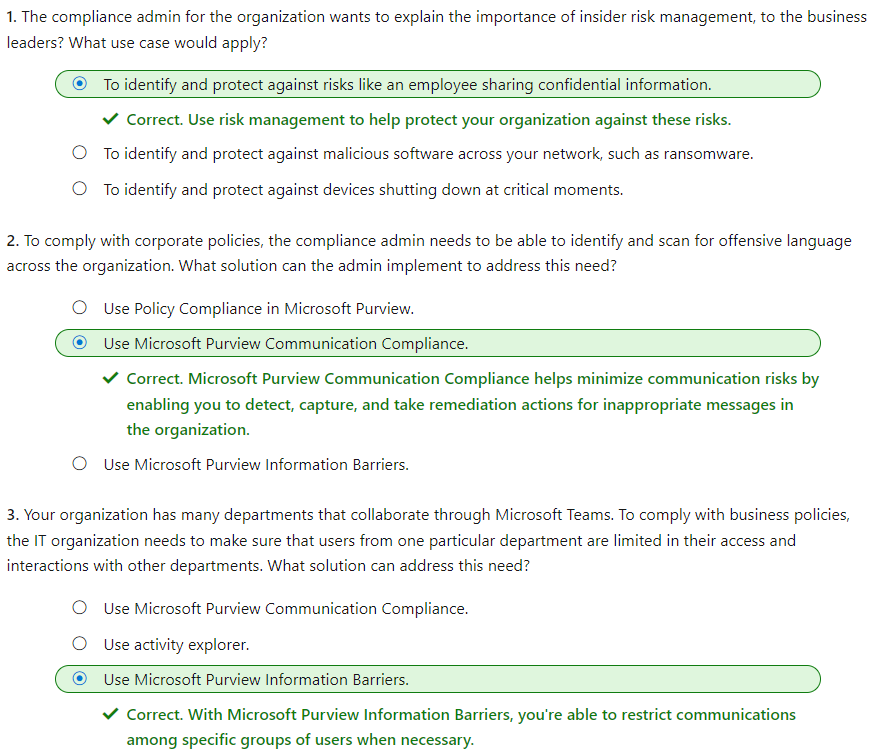 1. The compliance admin for the organization wants to explain the importance of insider risk management, to the business
leaders? What use case would apply?
To identify and protect against risks like an employee sharing confidential information.
Correct. Use risk management to help protect your organization against these risks.
To identify and protect against malicious software across your network, such as ransomware.
To identify and protect against devices shutting down at critical moments.
2. To comply with corporate policies, the compliance admin needs to be able to identify and scan for offensive language
across the organization. What solution can the admin implement to address this need?
Use Policy Compliance in Microsoft Purview.
Use Microsoft Purview Communication Compliance.
Correct. Microsoft Purview Communication Compliance helps minimize communication risks by
enabling you to detect, capture, and take remediation actions for inappropriate messages in
the organization.
Use Microsoft Purview Information Barriers.
3. Your organization has many departments that collaborate through Microsoft Teams. To comply with business policies,
the IT organization needs to make sure that users from one particular department are limited in their access and
interactions with other departments. What solution can address this need?
Use Microsoft Purview Communication Compliance.
Use activity explorer.
Use Microsoft Purview Information Barriers.
Correct. With Microsoft Purview Information Barriers, you're able to restrict communications
among specific groups of users when necessary.